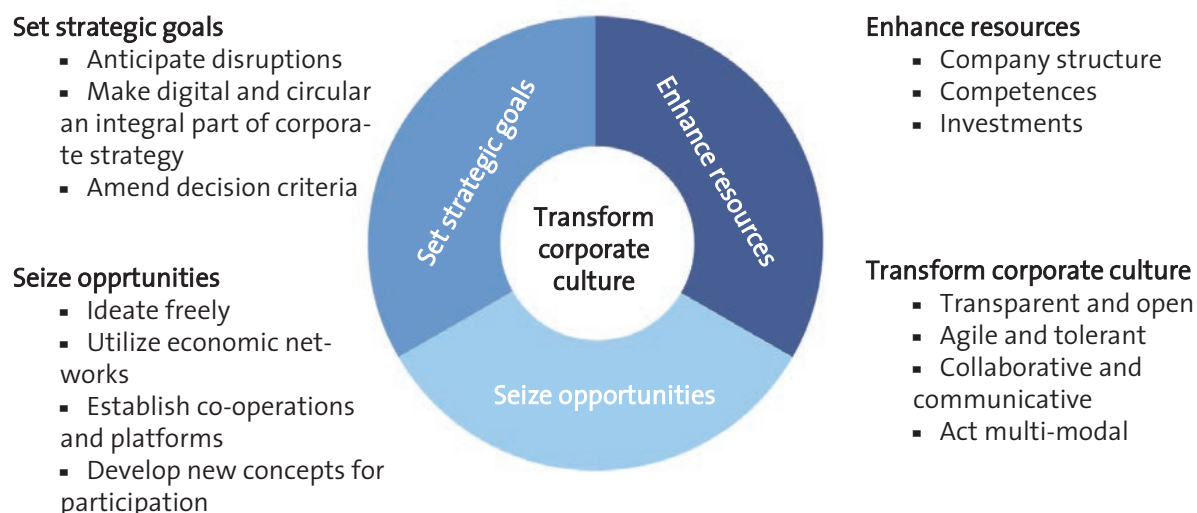 Set strategic goals
▪ Anticipate disruptions
▪ Make digital and circular
an integral part of corpora-
te strategy
▪ Amend decision criteria
Seize opprtunities
▪ Ideate freely
▪ Utilize economic net-
works
▪ Establish co-operations
and platforms
▪ Develop new concepts for
participation
Set strategic goals
Enhance resources
Transform
corporate
culture
Seize opportunities
Enhance resources
▪ Company structure
▪ Competences
▪ Investments
Transform corporate culture
▪ Transparent and open
▪ Agile and tolerant
▪ Collaborative and
communicative
▪ Act multi-modal